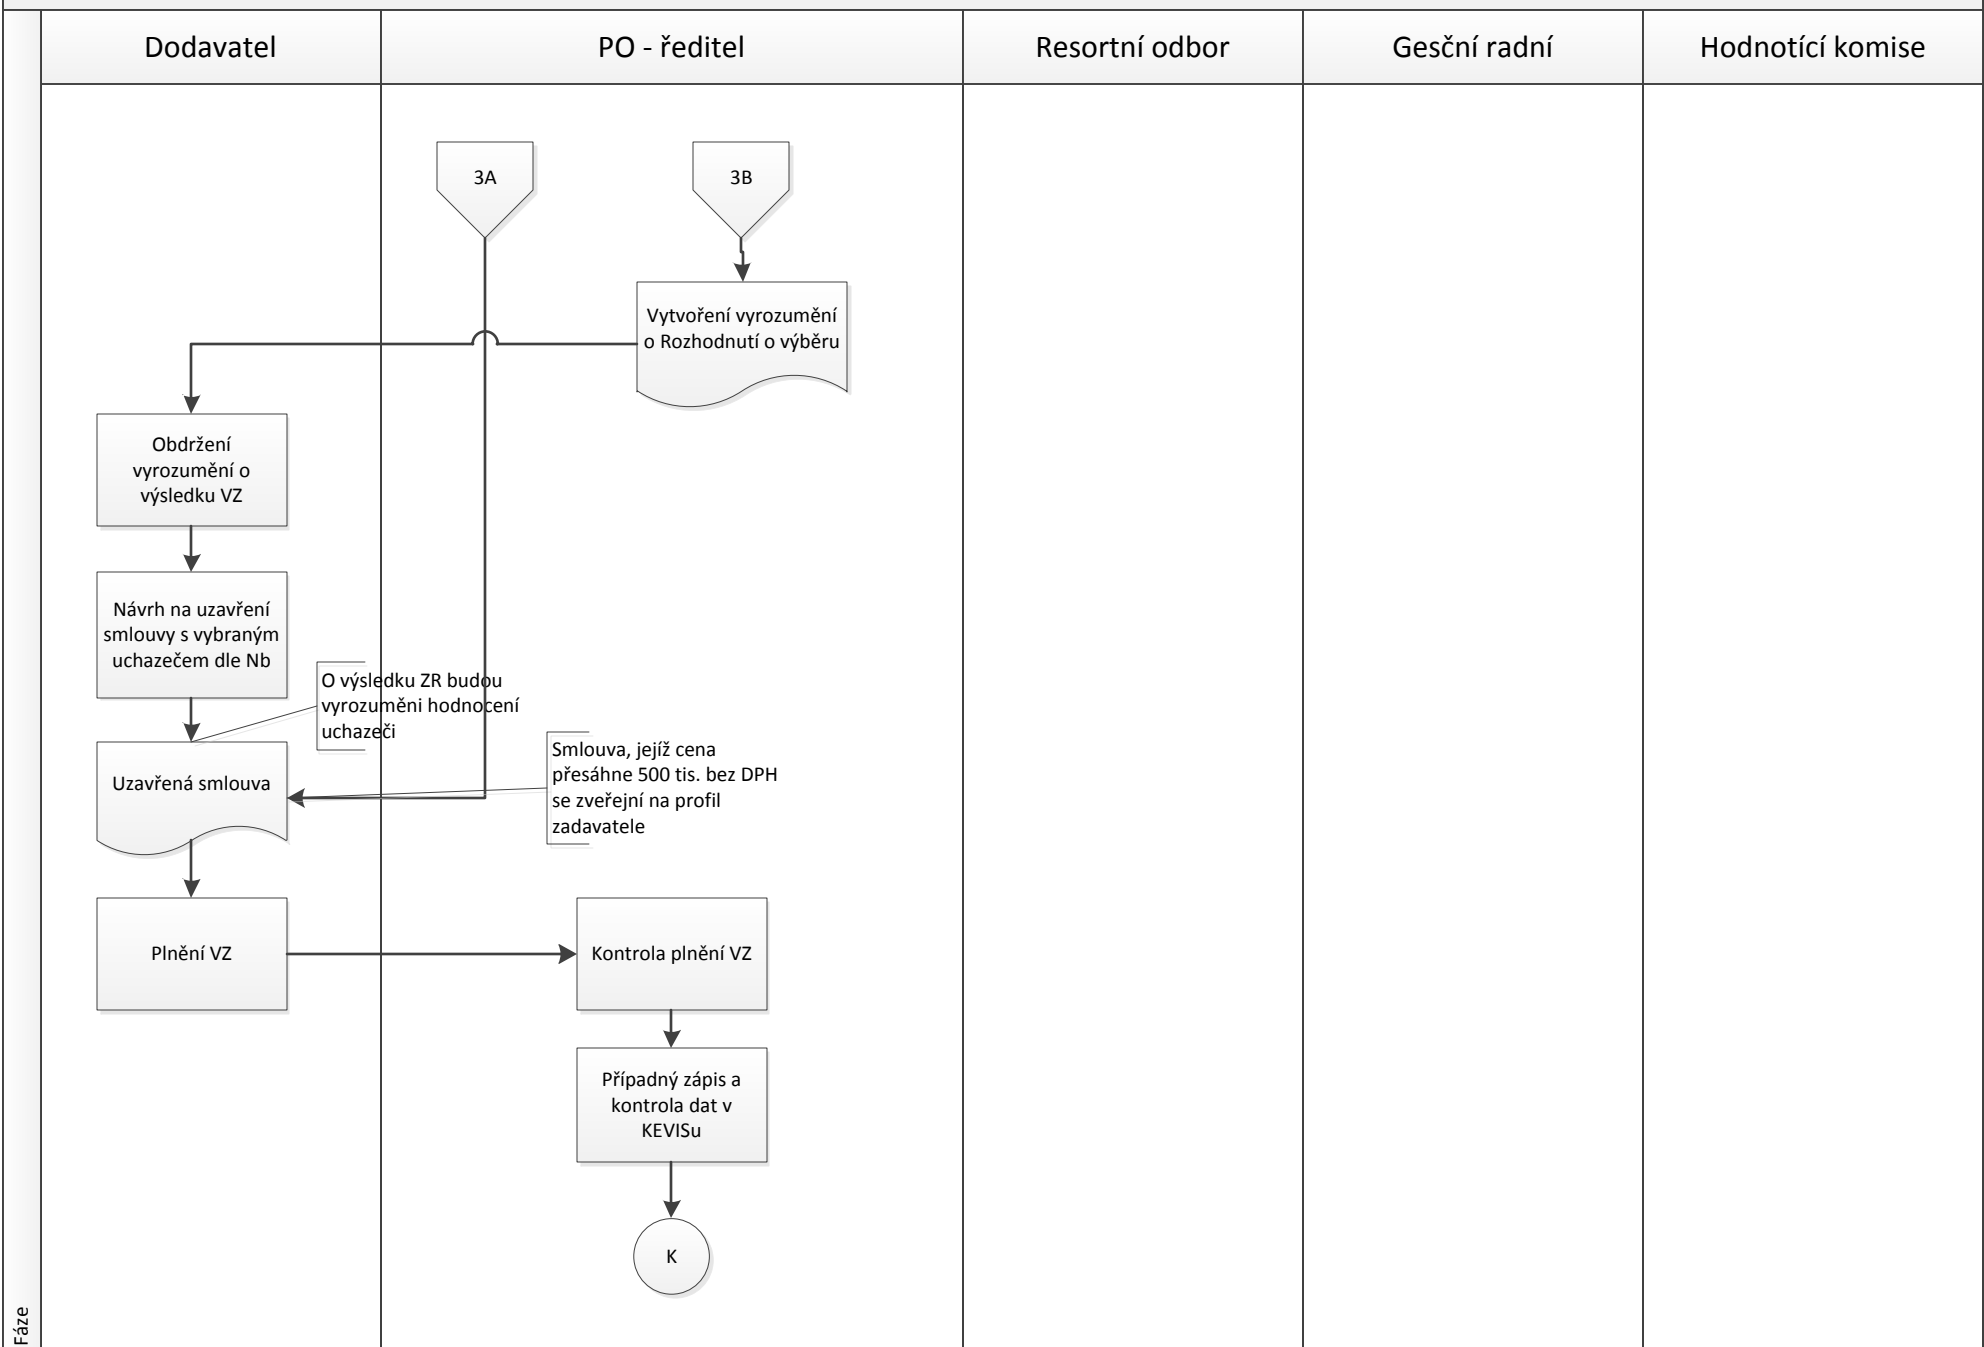 Dodavatel
PO - ředitel
Resortní odbor
Gesční radní
Hodnotící komise
3A
3B
Vytvoření vyrozumění
o Rozhodnutí o výběru
Obdržení
vyrozumění o
výsledku VZ
Návrh na uzavření
smlouvy s vybraným
uchazečem dle Nb
O výsledku ZR budou
vyrozuměni hodnocení
uchazeči
Smlouva, jejíž cena
přesáhne 500 tis. bez DPH
se zveřejní na profil
zadavatele
Uzavřená smlouva
Plnění VZ
Kontrola plnění VZ
Případný zápis a
kontrola dat v
KEVISu
K
Fáze